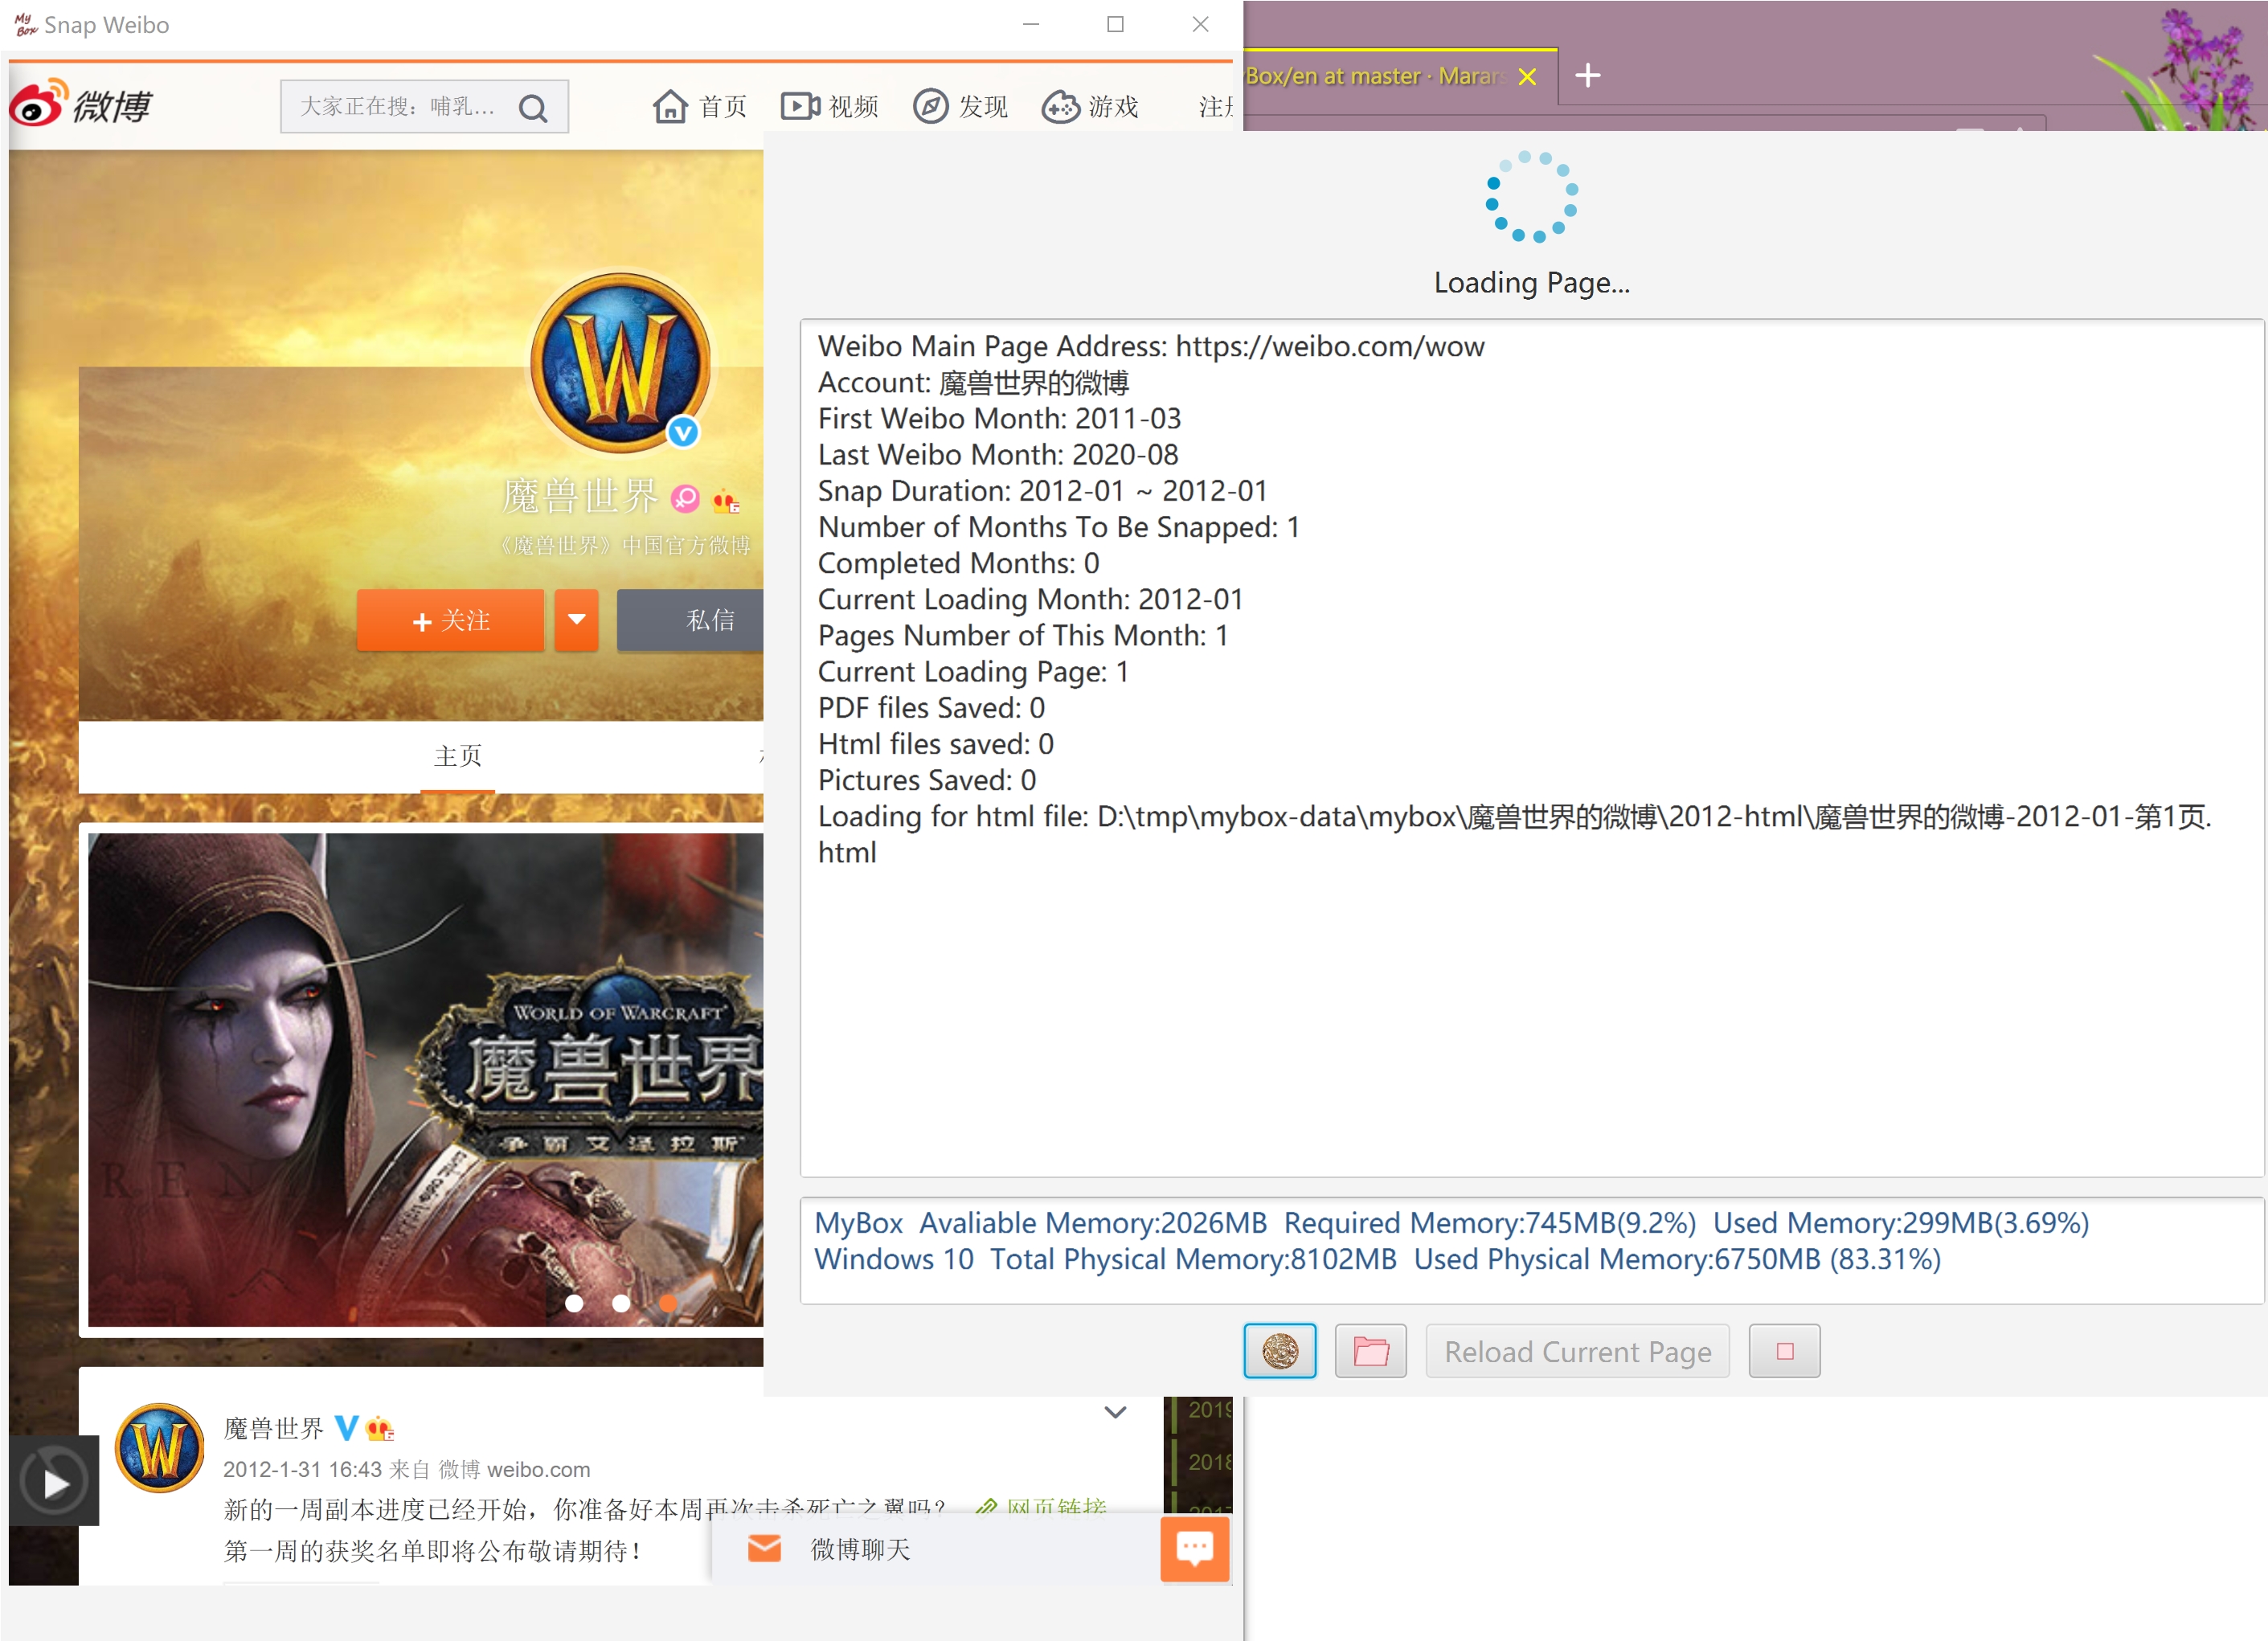 My Box Snap Weibo
Box/en at master · Marar
微博
大家正在搜：哺乳...
首页
视频
发现
游戏
Loading Page...
魔兽世界
《魔兽世界》中国官方微博
关注
私信
主页
WORLD OF WARCRAFT
魔兽世界
争霸艾泽拉斯
魔兽世界
2012-1-31 16:43 来自 微博 weibo.com
新的一周副本进度已经开始，你准备好本周再次击杀死亡之翼吗？ 网页链接
第一周的获奖名单即将公布敬请期待！
微博聊天
2019
2018
2017
Weibo Main Page Address: https://weibo.com/wow
Account: 魔兽世界的微博
First Weibo Month: 2011-03
Last Weibo Month: 2020-08
Snap Duration: 2012-01 ~ 2012-01
Number of Months To Be Snapped: 1
Completed Months: 0
Current Loading Month: 2012-01
Pages Number of This Month: 1
Current Loading Page: 1
PDF files Saved: 0
Html files saved: 0
Pictures Saved: 0
Loading for html file: D:\tmp\mybox-data\mybox\魔兽世界的微博\2012-html\魔兽世界的微博-2012-01-第1页.
html
MyBox Avaliable Memory:2026MB Required Memory:745MB(9.2%) Used Memory:299MB(3.69%)
Windows 10 Total Physical Memory:8102MB Used Physical Memory:6750MB (83.31%)
Reload Current Page